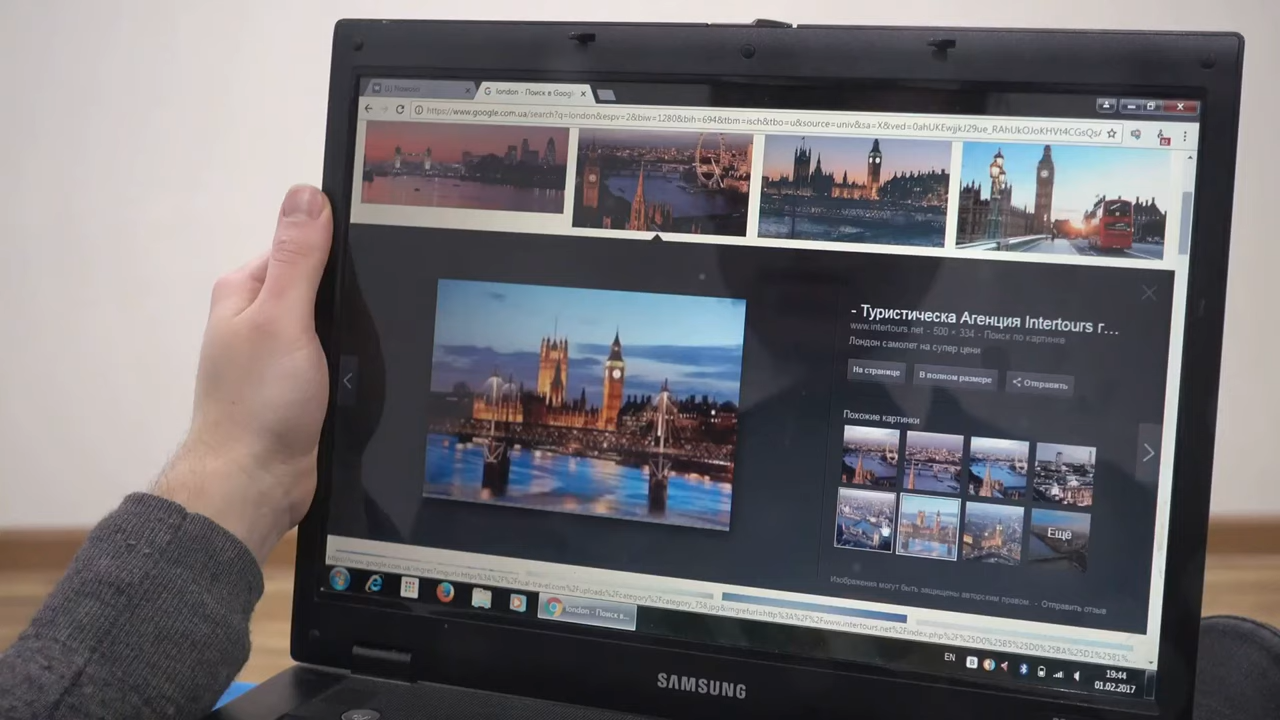 london - Поиск в Google
https://www.google.com.ua/search?q=london&espv=2&biw=1280&bih=694&tbm=isch&tbo=u&source=univ&sa=X&ved=
- Туристическа Агенция Intertours г...
www.intertours.net - 500 × 334 - Поиск по картинке
Лондон самолет на супер цени
На странице
В полном размере
Отправить
Похожие картинки
Ещё
Изображения могут быть защищены авторским правом. - Отправить отзыв
london - Поиск в...
EN
19:44
01.02.2017
SAMSUNG